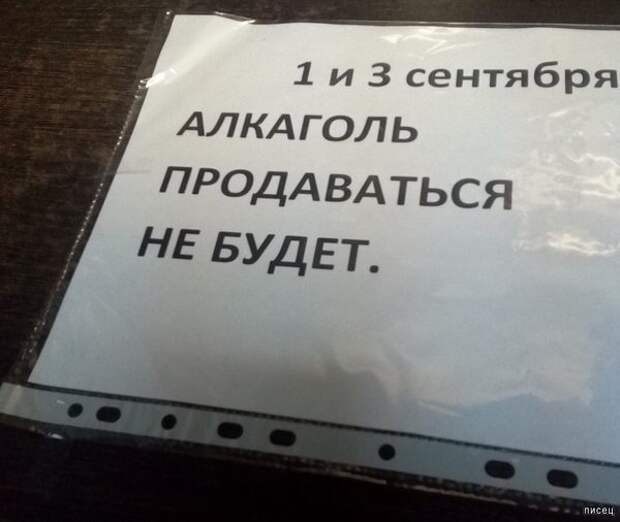 1 и 3 сентября
АЛКАГОЛЬ
ПРОДАВАТЬСЯ
НЕ БУДЕТ.
писец